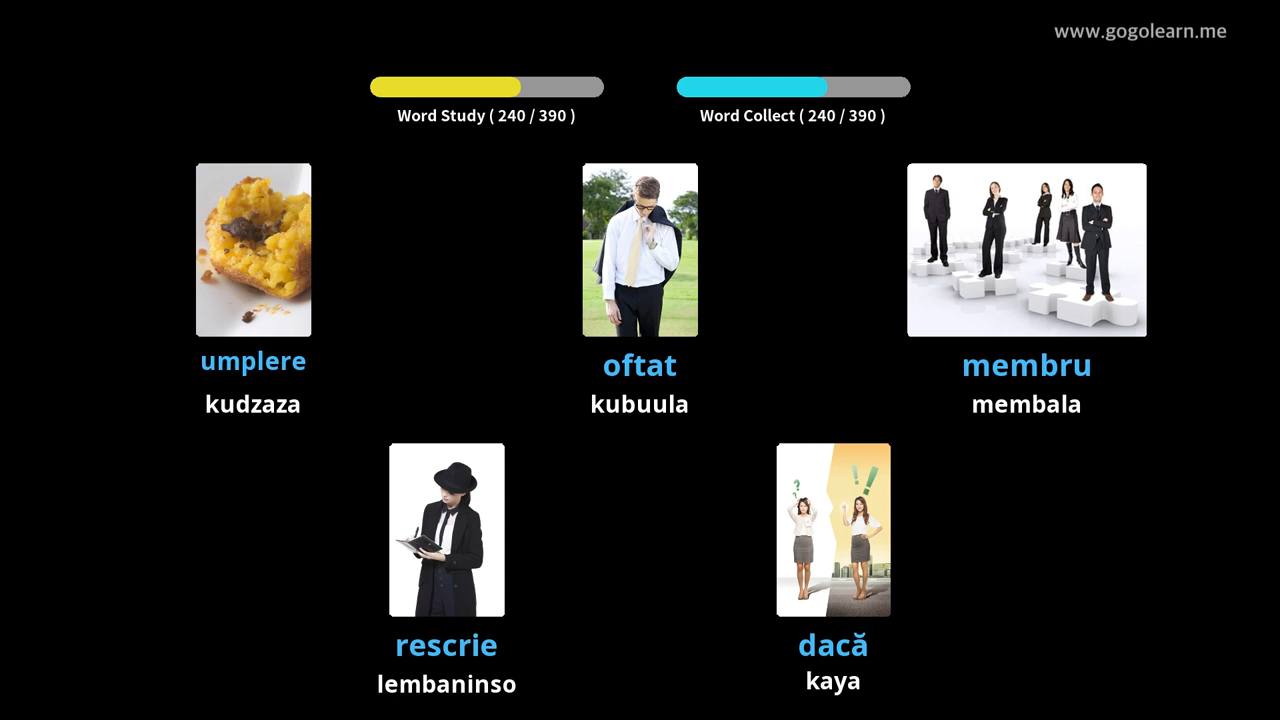 www.gogolearn.me
Word Study ( 240 / 390 )
Word Collect ( 240 / 390 )
umplere
kudzaza
oftat
kubuula
membru
membala
rescrie
lembaninso
dacă
kaya